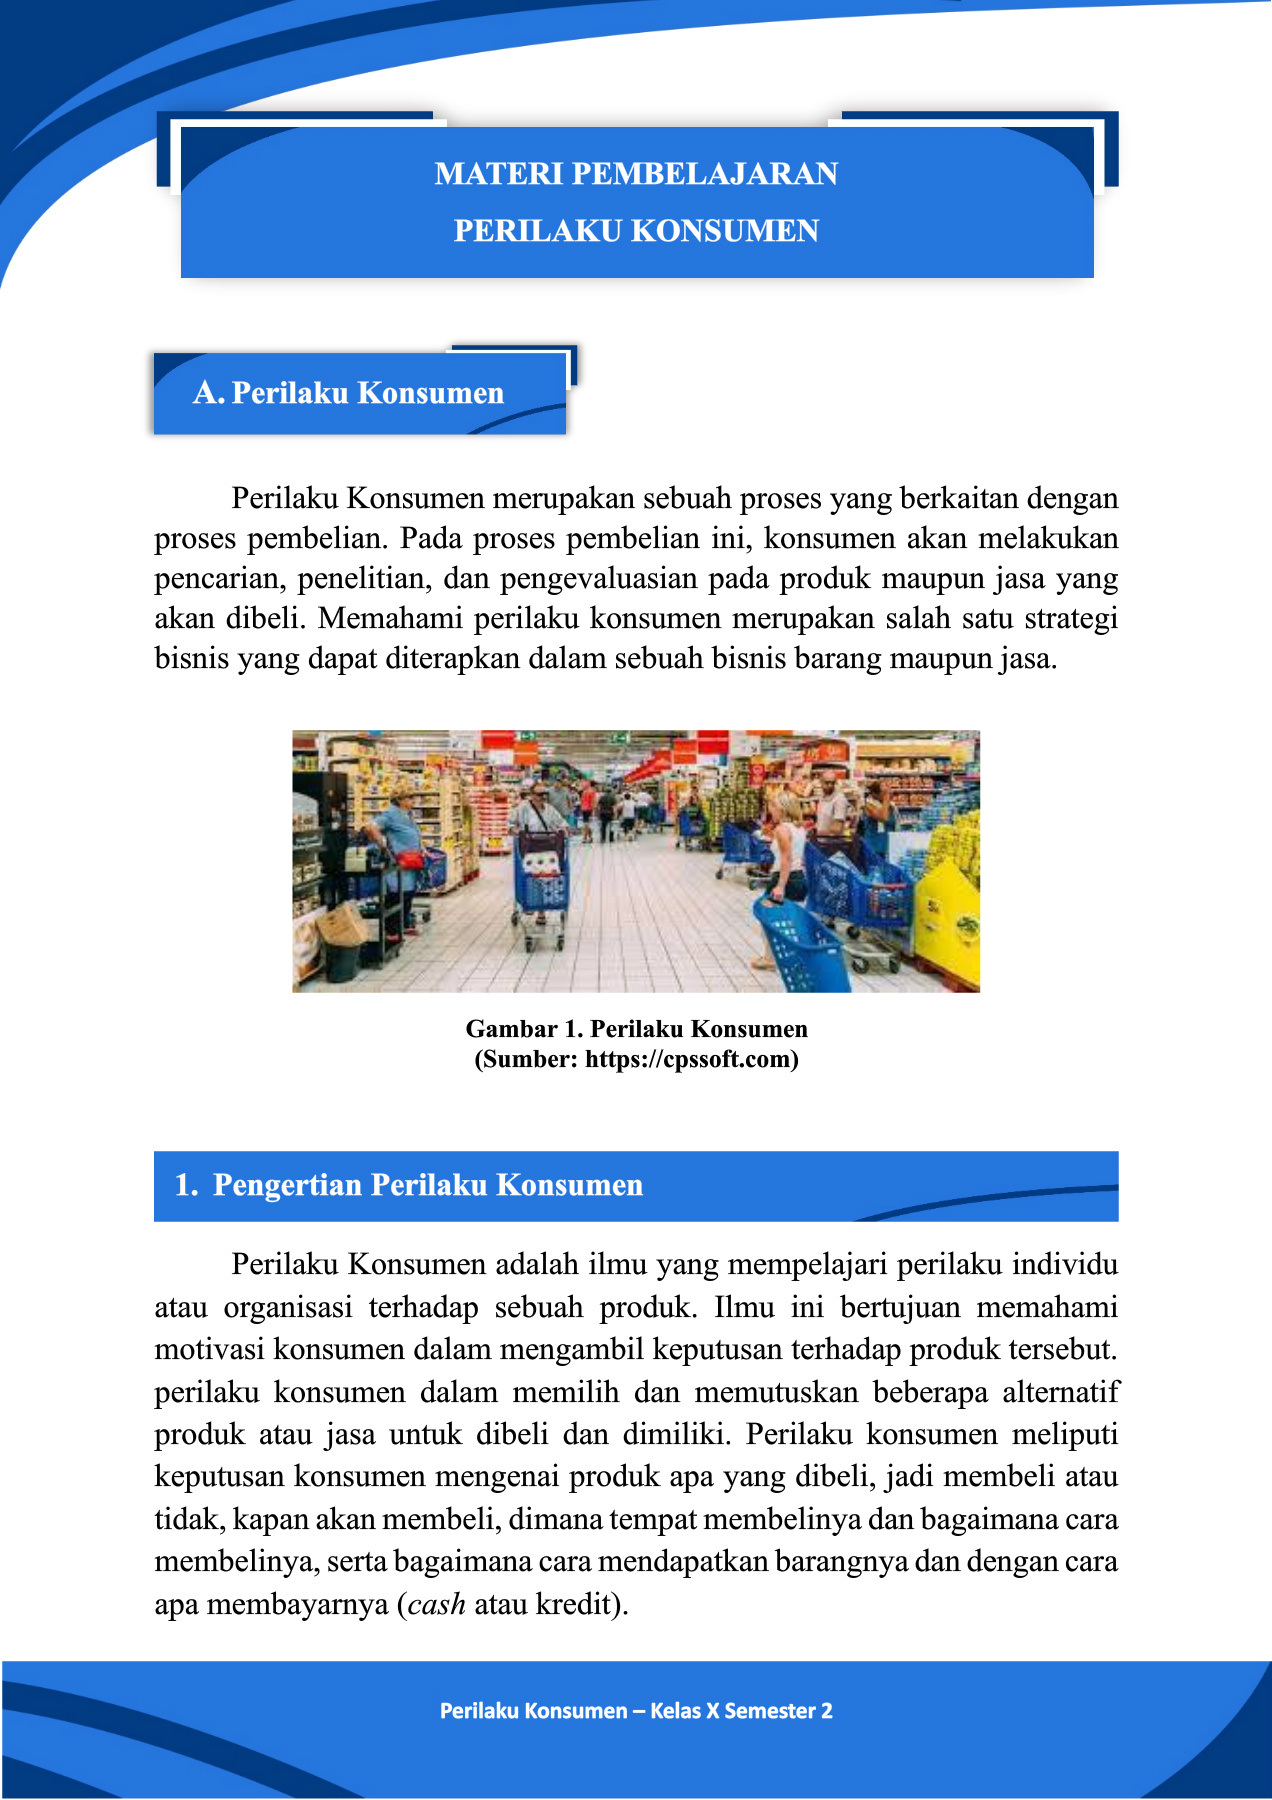 MATERI PEMBELAJARAN
PERILAKU KONSUMEN
A. Perilaku Konsumen
Perilaku Konsumen merupakan sebuah proses yang berkaitan dengan
proses pembelian. Pada proses pembelian ini, konsumen akan melakukan
pencarian, penelitian, dan pengevaluasian pada produk maupun jasa yang
akan dibeli. Memahami perilaku konsumen merupakan salah satu strategi
bisnis yang dapat diterapkan dalam sebuah bisnis barang maupun jasa.
Gambar 1. Perilaku Konsumen
(Sumber: https://cpssoft.com)
1. Pengertian Perilaku Konsumen
Perilaku Konsumen adalah ilmu yang mempelajari perilaku individu
atau organisasi terhadap sebuah produk. Ilmu ini bertujuan memahami
motivasi konsumen dalam mengambil keputusan terhadap produk tersebut.
perilaku konsumen dalam memilih dan memutuskan beberapa alternatif
produk atau jasa untuk dibeli dan dimiliki. Perilaku konsumen meliputi
keputusan konsumen mengenai produk apa yang dibeli, jadi membeli atau
tidak, kapan akan membeli, dimana tempat membelinya dan bagaimana cara
membelinya, serta bagaimana cara mendapatkan barangnya dan dengan cara
apa membayarnya (cash atau kredit).
Perilaku Konsumen – Kelas X Semester 2